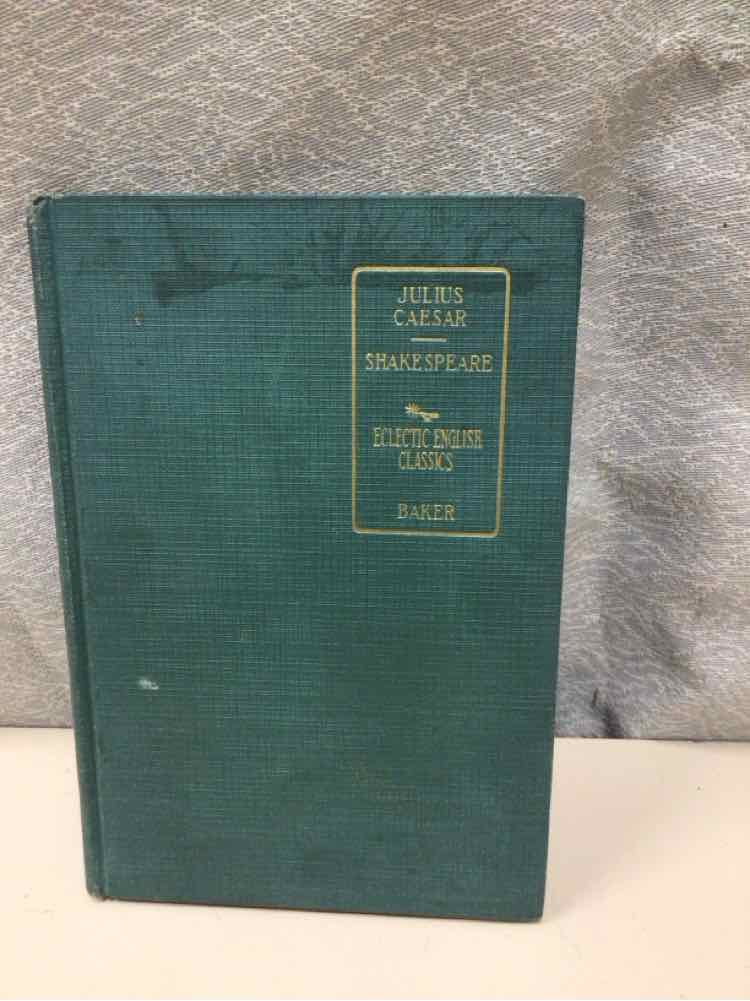 JULIUS
CAESAR
SHAKESPEARE
ECLECTIC ENGLISH
CLASSICS
BAKER